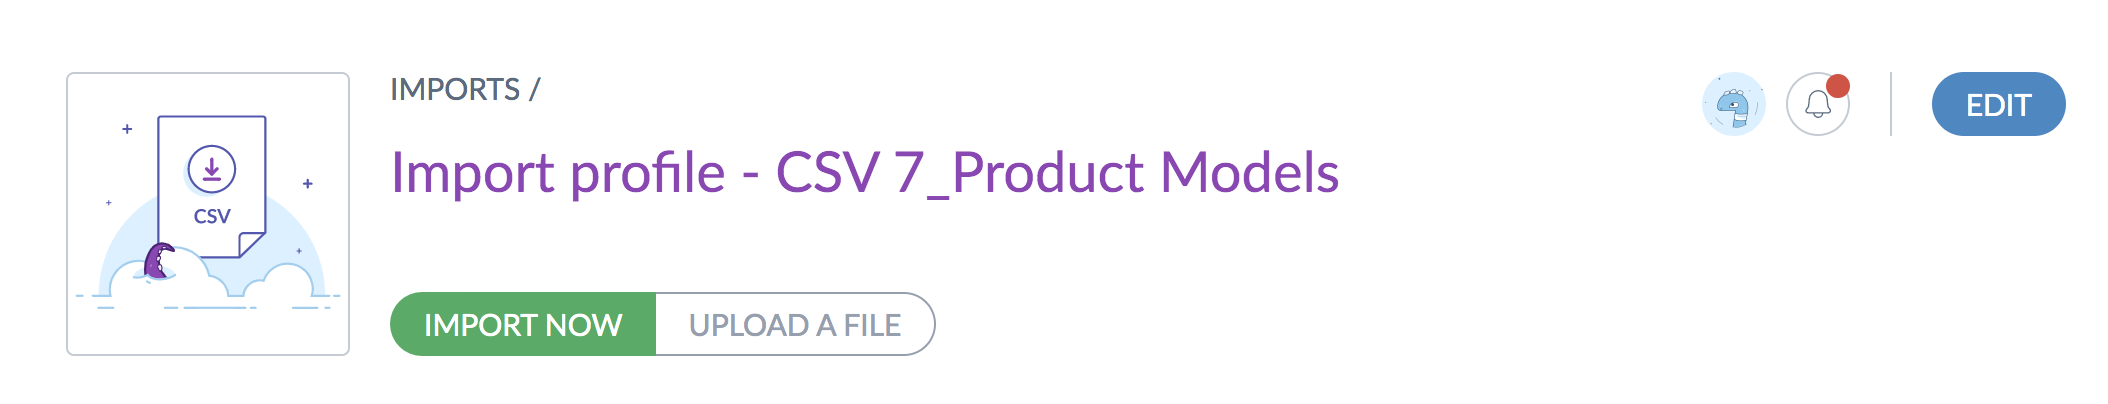 IMPORTS /
EDIT
CSV
Import profile - CSV 7_Product Models
IMPORT NOW
UPLOAD A FILE